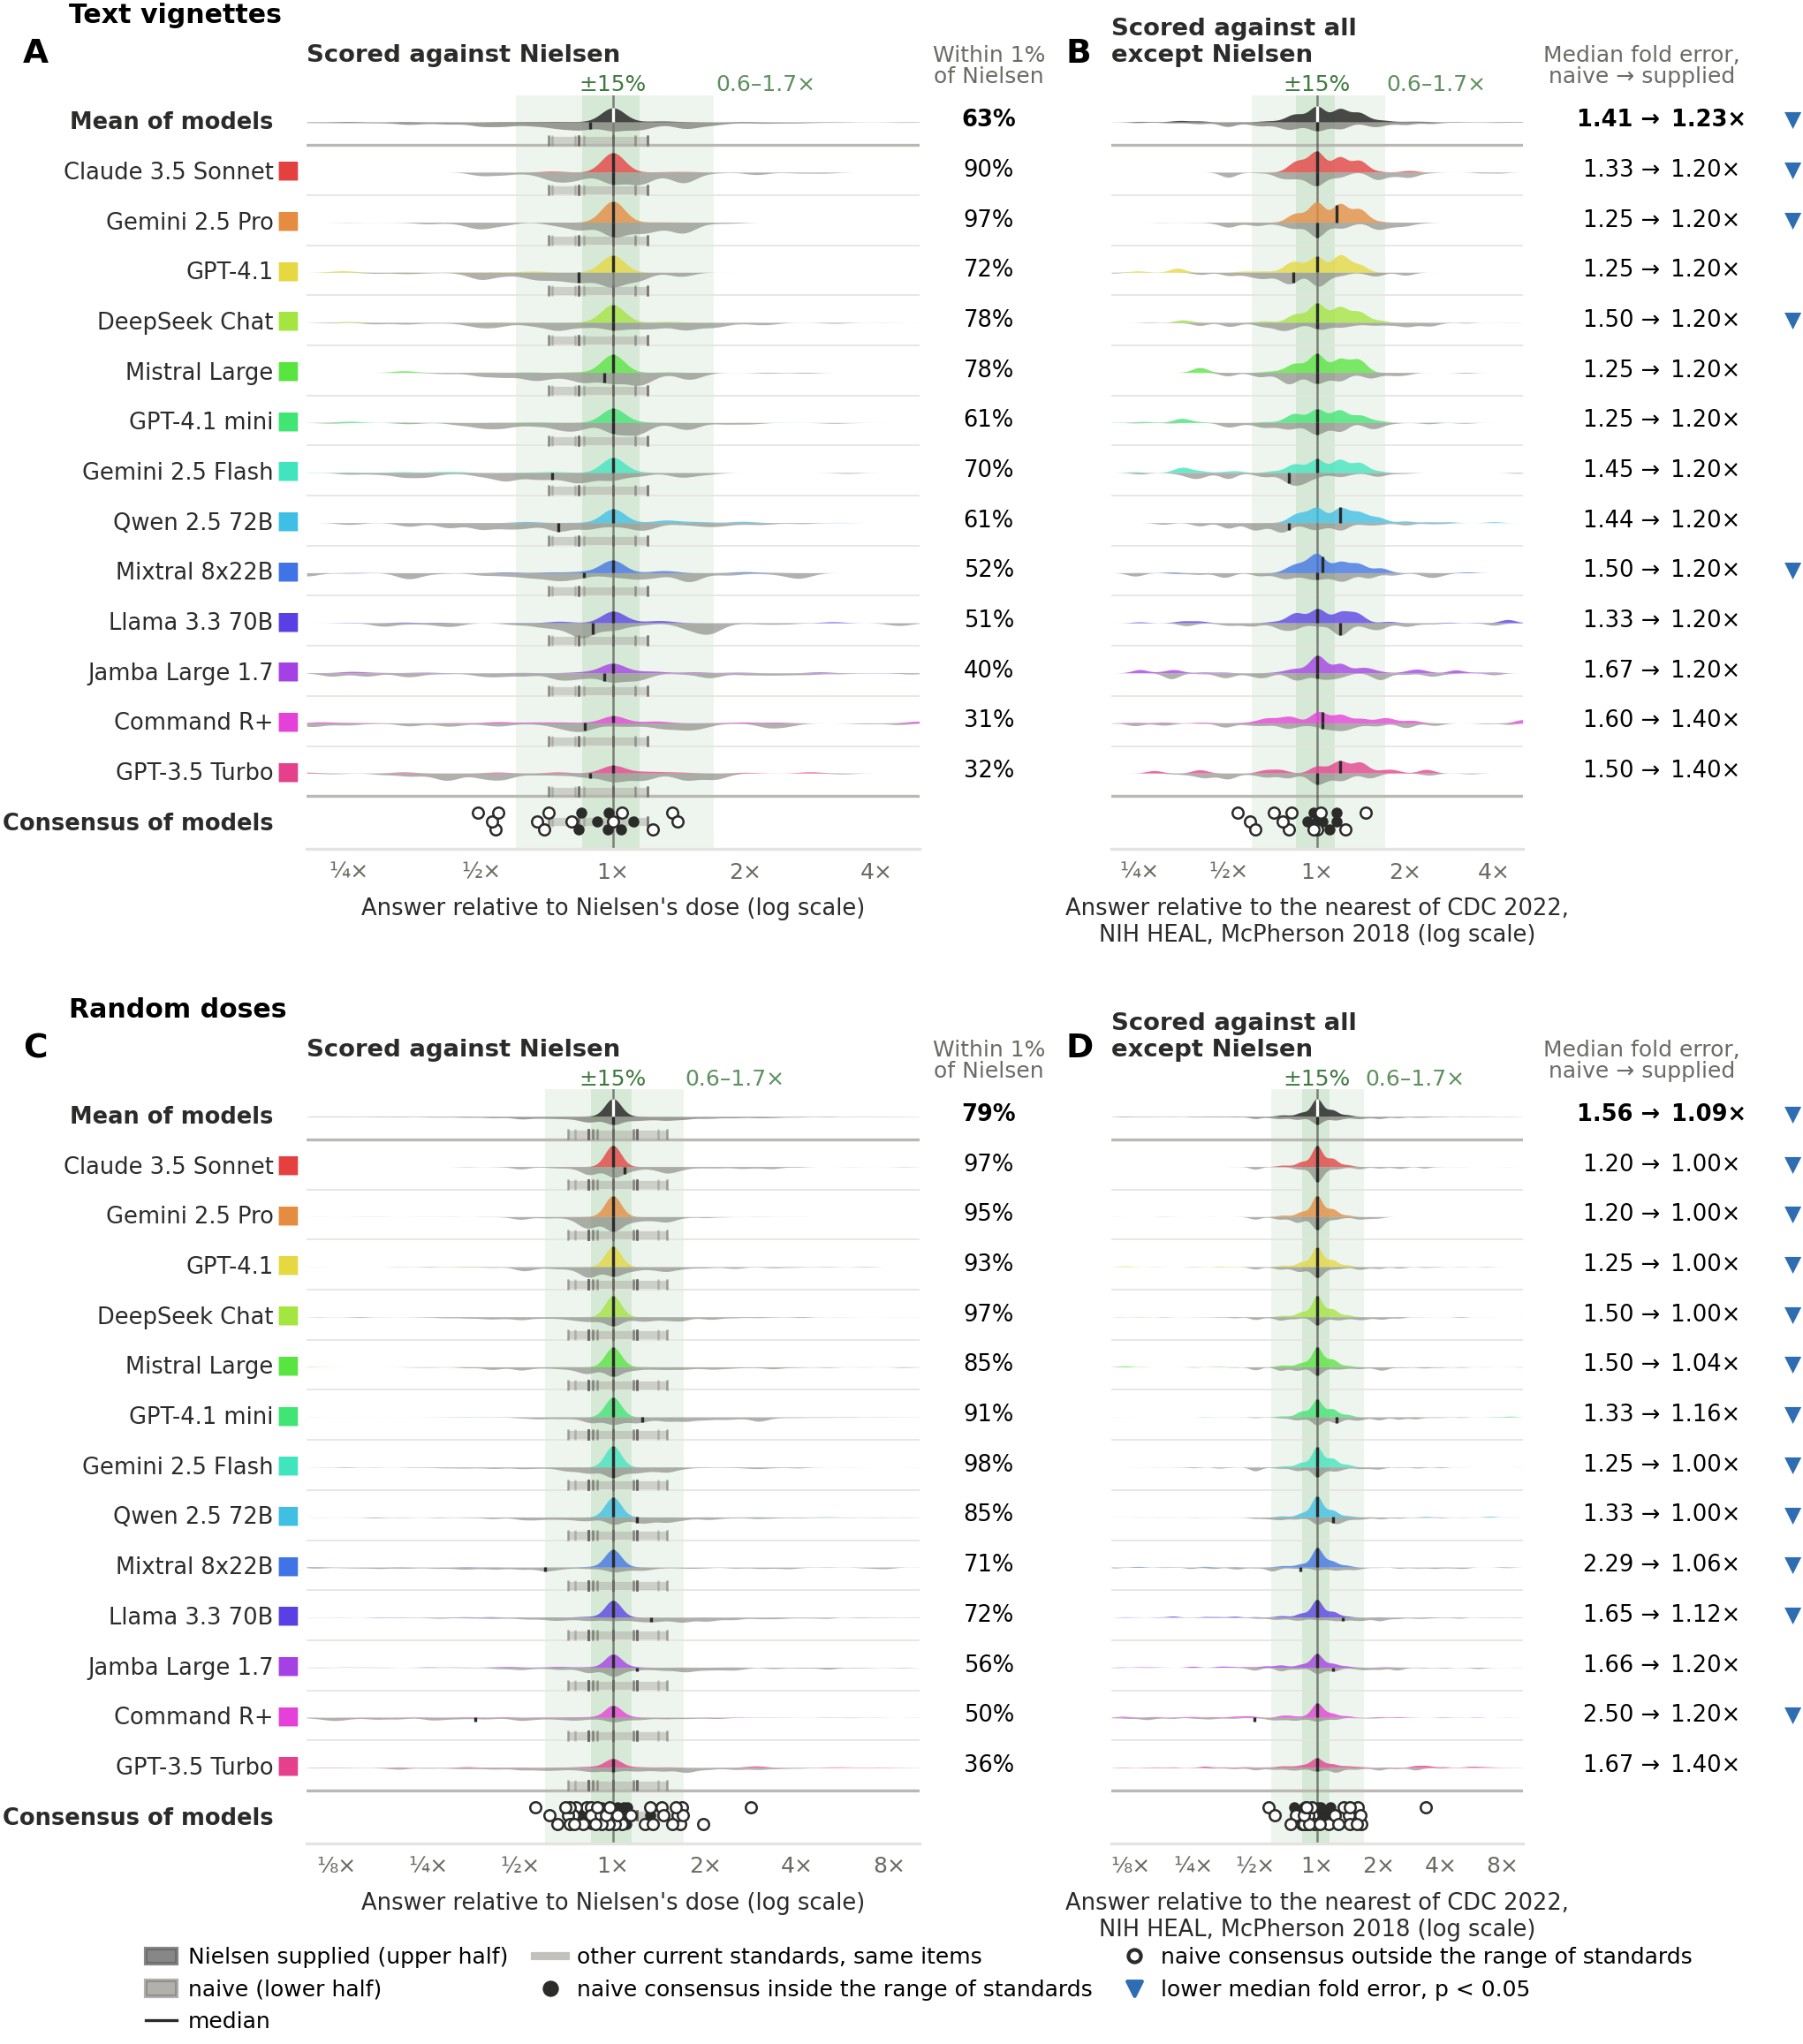 Text vignettes
A
Scored against Nielsen
Within 1%
of Nielsen
±15%
0.6–1.7×
Mean of models
63%
Claude 3.5 Sonnet
90%
Gemini 2.5 Pro
97%
GPT-4.1
72%
DeepSeek Chat
78%
Mistral Large
78%
GPT-4.1 mini
61%
Gemini 2.5 Flash
70%
Qwen 2.5 72B
61%
Mixtral 8x22B
52%
Llama 3.3 70B
51%
Jamba Large 1.7
40%
Command R+
31%
GPT-3.5 Turbo
32%
Consensus of models
¼× ½× 1× 2× 4×
Answer relative to Nielsen's dose (log scale)
B
Scored against all
except Nielsen
Median fold error,
naive → supplied
±15%
0.6–1.7×
1.41 → 1.23×
1.33 → 1.20×
1.25 → 1.20×
1.25 → 1.20×
1.50 → 1.20×
1.25 → 1.20×
1.25 → 1.20×
1.45 → 1.20×
1.44 → 1.20×
1.50 → 1.20×
1.33 → 1.20×
1.67 → 1.20×
1.60 → 1.40×
1.50 → 1.40×
¼× ½× 1× 2× 4×
Answer relative to the nearest of CDC 2022,
NIH HEAL, McPherson 2018 (log scale)
Random doses
C
Scored against Nielsen
Within 1%
of Nielsen
±15%
0.6–1.7×
Mean of models
79%
Claude 3.5 Sonnet
97%
Gemini 2.5 Pro
95%
GPT-4.1
93%
DeepSeek Chat
97%
Mistral Large
85%
GPT-4.1 mini
91%
Gemini 2.5 Flash
98%
Qwen 2.5 72B
85%
Mixtral 8x22B
71%
Llama 3.3 70B
72%
Jamba Large 1.7
56%
Command R+
50%
GPT-3.5 Turbo
36%
Consensus of models
⅛× ¼× ½× 1× 2× 4× 8×
Answer relative to Nielsen's dose (log scale)
D
Scored against all
except Nielsen
Median fold error,
naive → supplied
±15%
0.6–1.7×
1.56 → 1.09×
1.20 → 1.00×
1.20 → 1.00×
1.25 → 1.00×
1.50 → 1.00×
1.50 → 1.04×
1.33 → 1.16×
1.25 → 1.00×
1.33 → 1.00×
2.29 → 1.06×
1.65 → 1.12×
1.66 → 1.20×
2.50 → 1.20×
1.67 → 1.40×
⅛× ¼× ½× 1× 2× 4× 8×
Answer relative to the nearest of CDC 2022,
NIH HEAL, McPherson 2018 (log scale)
Nielsen supplied (upper half)
naive (lower half)
median
other current standards, same items
naive consensus inside the range of standards
naive consensus outside the range of standards
lower median fold error, p < 0.05